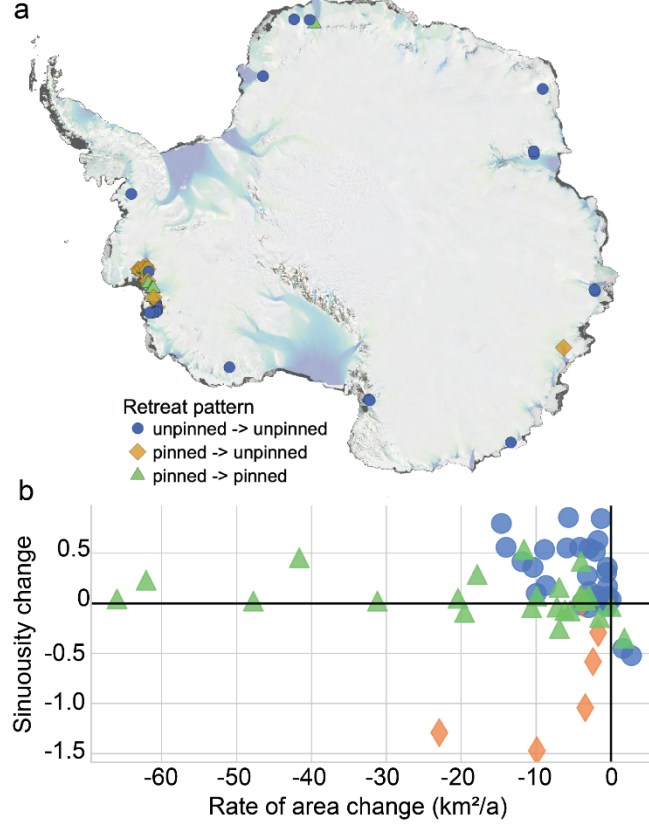 a
Retreat pattern
unpinned -> unpinned
pinned -> unpinned
pinned -> pinned
b
Sinuousity change
0.5
0
-0.5
-1.0
-1.5
-60 -50 -40 -30 -20 -10 0
Rate of area change (km²/a)